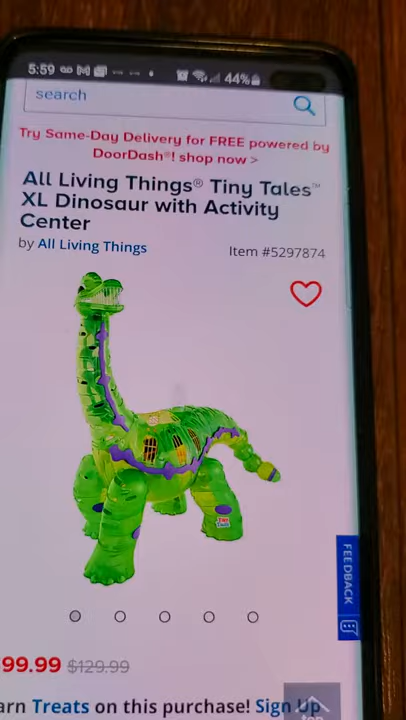 5:59
44%
search
Try Same-Day Delivery for FREE powered by
DoorDash®! shop now >
All Living Things® Tiny Tales™
XL Dinosaur with Activity
Center
by All Living Things
Item #5297874
FEEDBACK
99.99 $129.99
arn Treats on this purchase! Sign Up